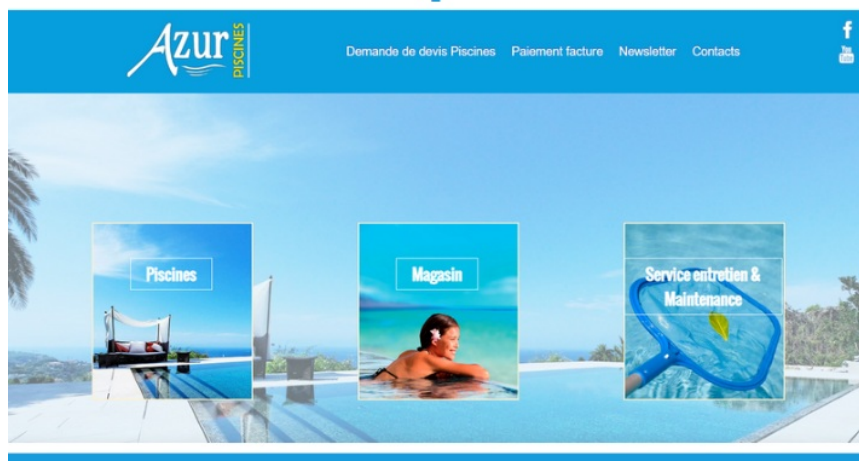 Azur
PISCINES
Demande de devis Piscines Paiement facture Newsletter Contacts
f
You
Tube
Piscines
Magasin
Service entretien &
Maintenance